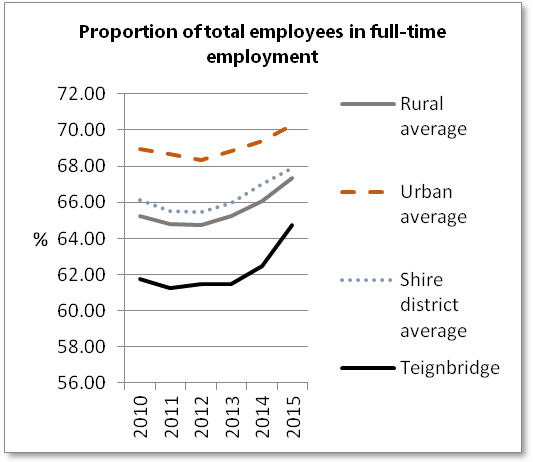 Proportion of total employees in full-time
employment
72.00
70.00
68.00
66.00
64.00
62.00
60.00
58.00
56.00
%
2010
2011
2012
2013
2014
2015
Rural
average
Urban
average
Shire
district
average
Teignbridge